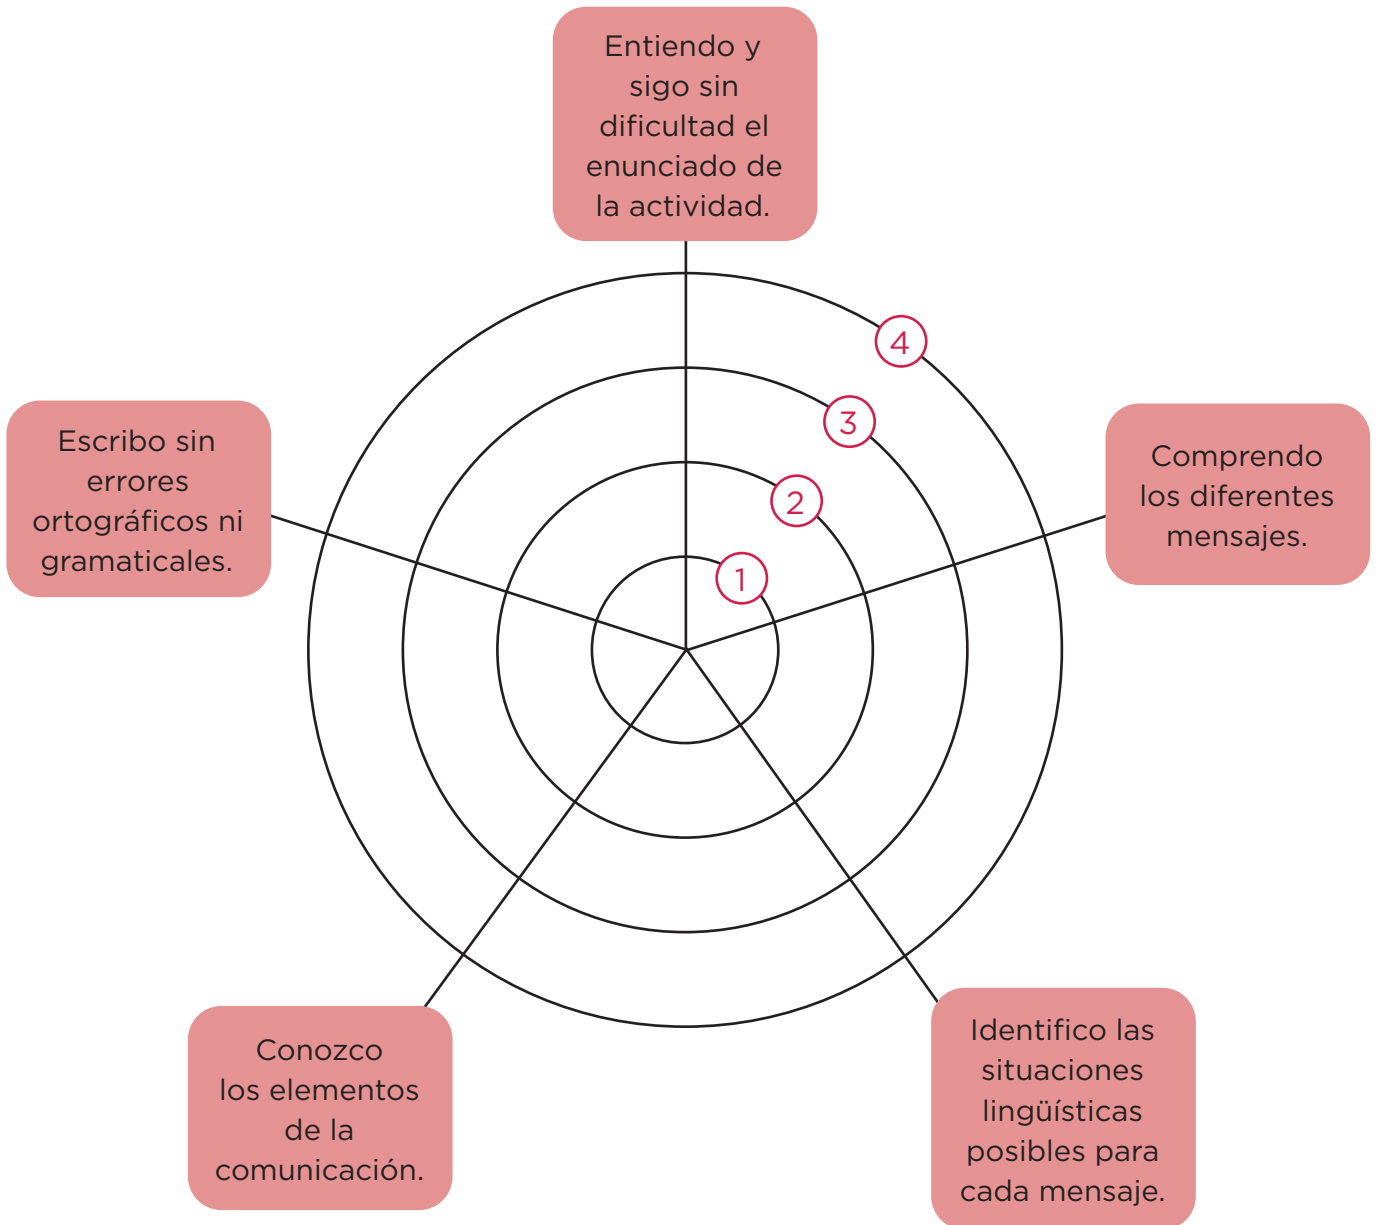 Entiendo y
sigo sin
dificultad el
enunciado de
la actividad.
4
3
2
1
Escribo sin
errores
ortográficos ni
gramaticales.
Comprendo
los diferentes
mensajes.
Conozco
los elementos
de la
comunicación.
Identifico las
situaciones
lingüísticas
posibles para
cada mensaje.